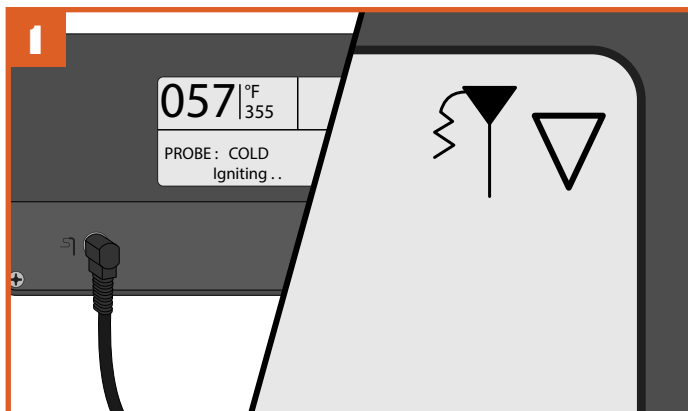 1
057 °F
355
PROBE : COLD
Igniting . .